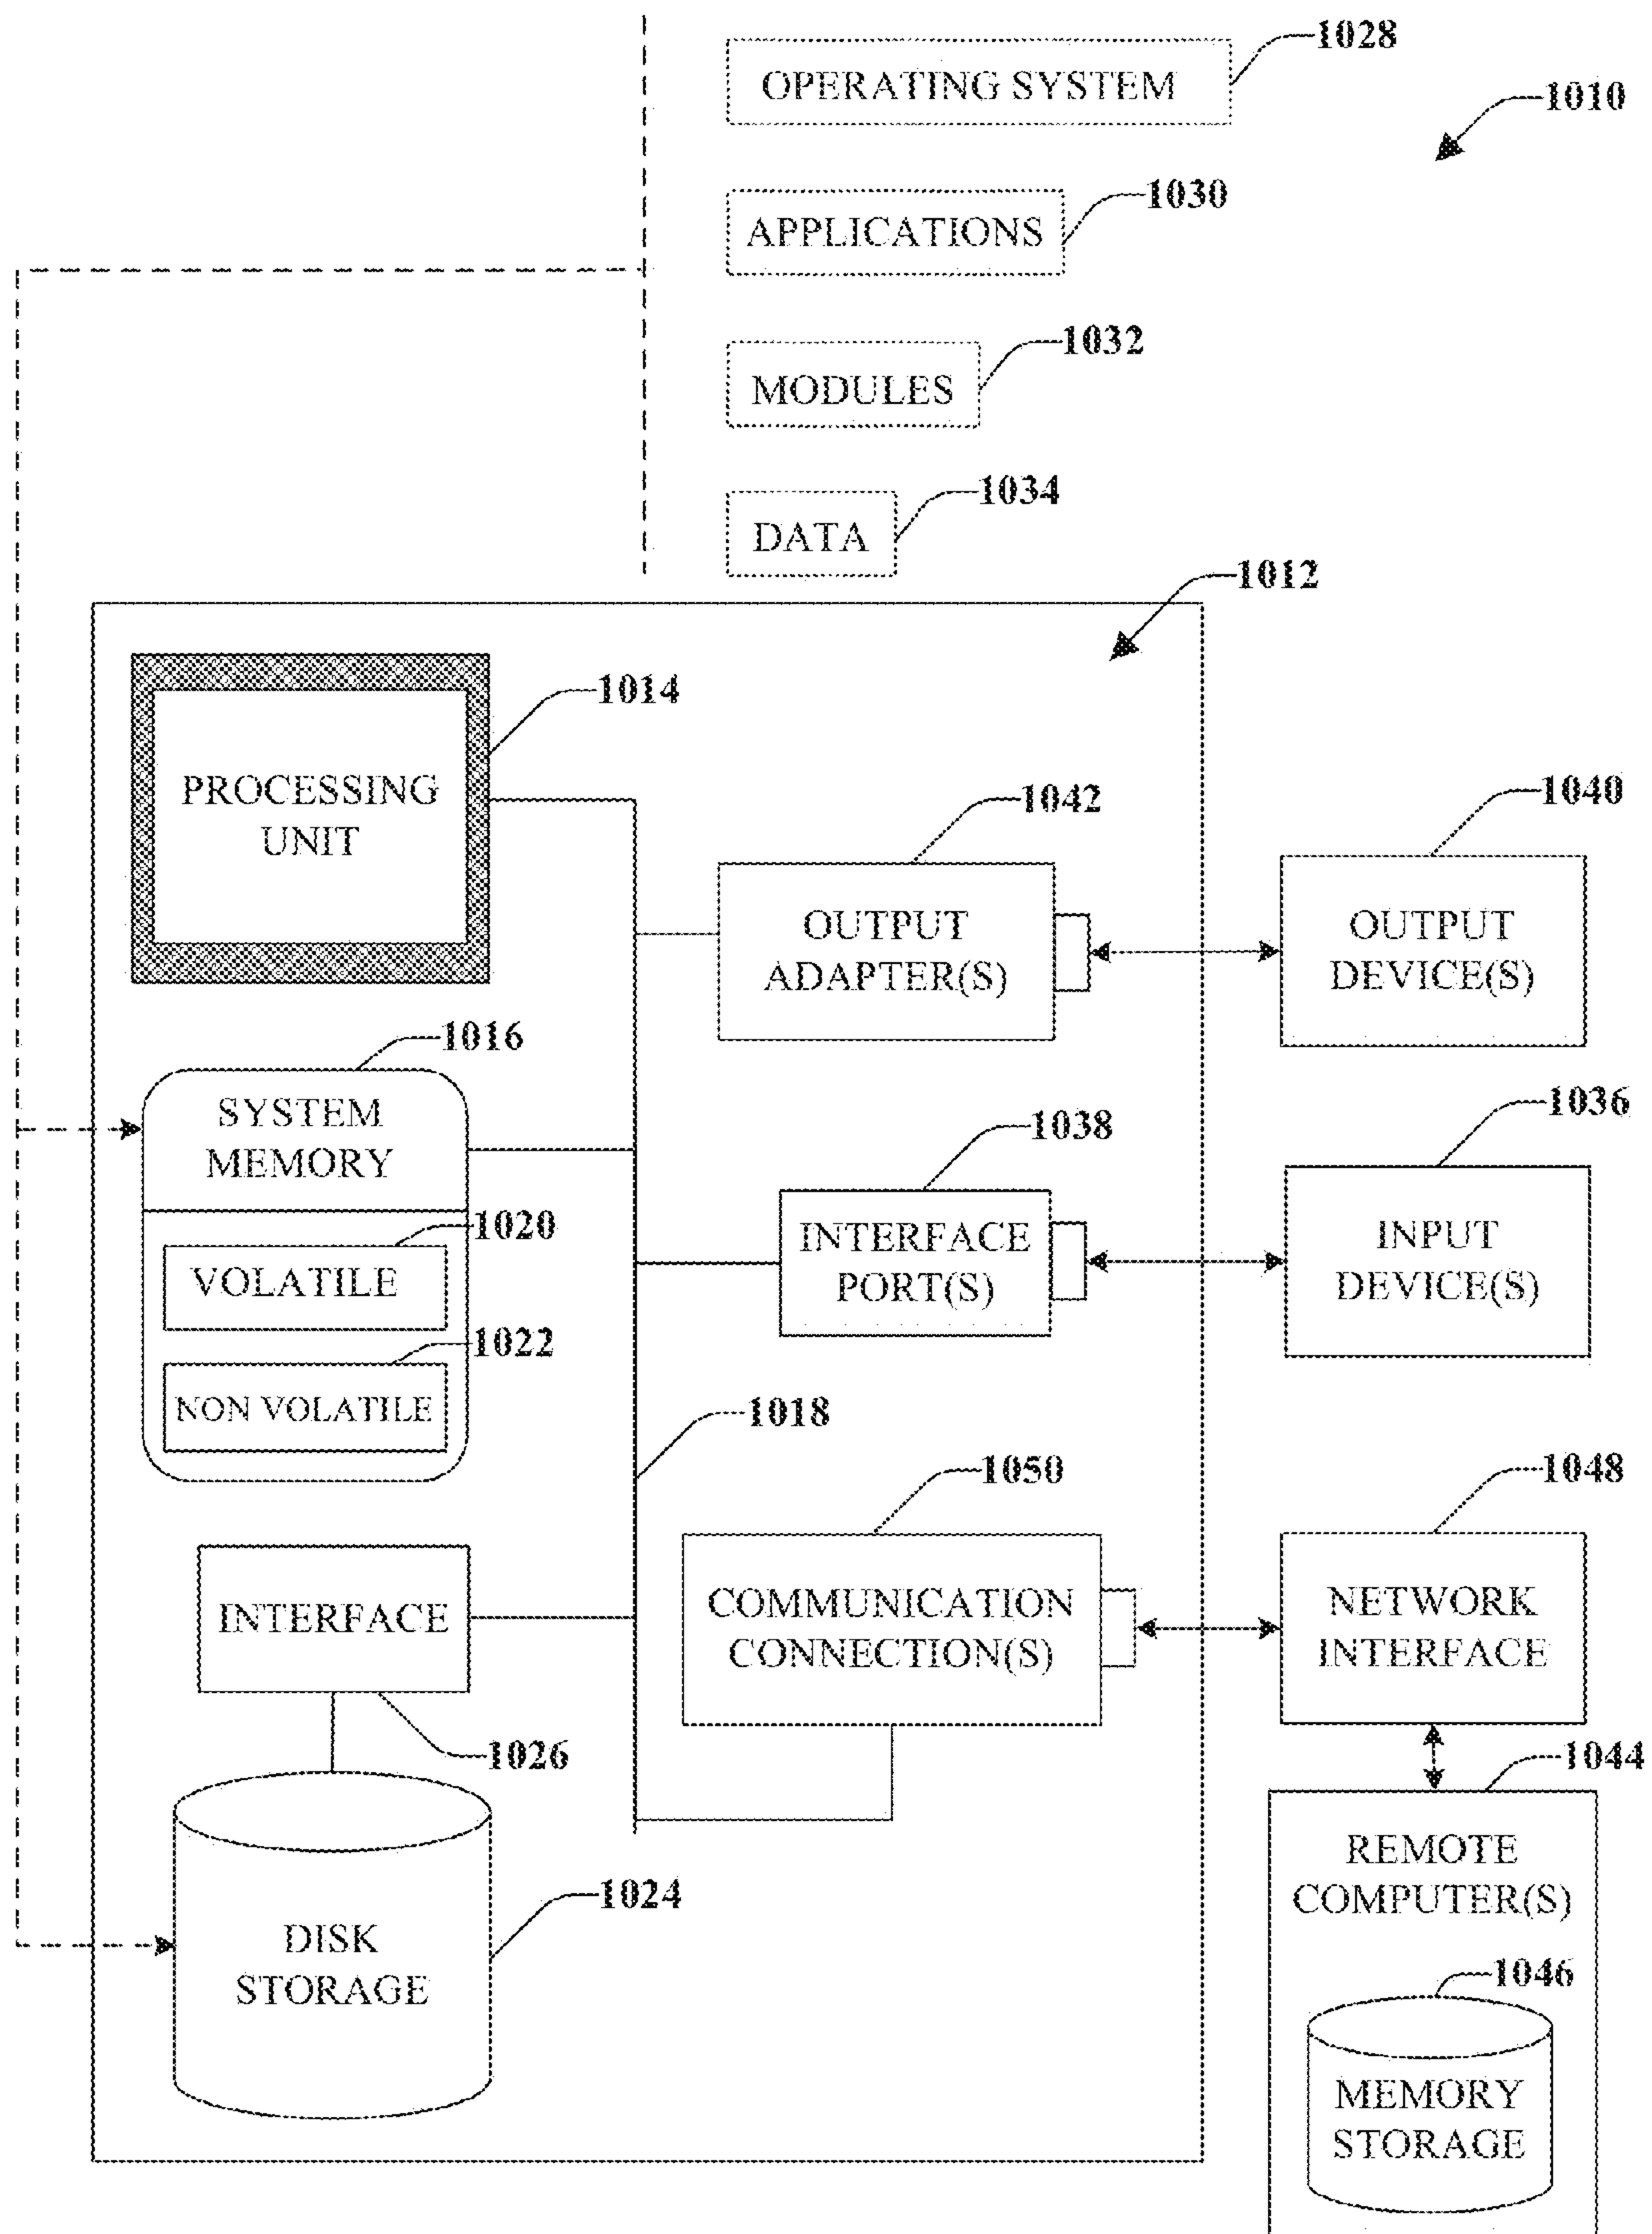 1028
OPERATING SYSTEM
1010
1030
APPLICATIONS
1032
MODULES
1034
DATA
1012
1014
PROCESSING
UNIT
1042
OUTPUT
ADAPTER(S)
1040
OUTPUT
DEVICE(S)
1016
SYSTEM
MEMORY
1020
VOLATILE
1022
NON VOLATILE
1038
INTERFACE
PORT(S)
1036
INPUT
DEVICE(S)
1018
1050
COMMUNICATION
CONNECTION(S)
1048
NETWORK
INTERFACE
INTERFACE
1026
1024
DISK
STORAGE
1044
REMOTE
COMPUTER(S)
1046
MEMORY
STORAGE